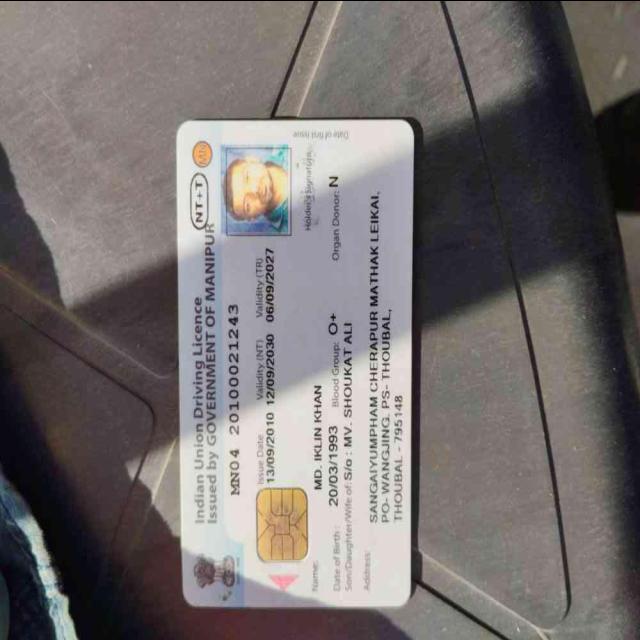 Indian Union Driving Licence
Issued by GOVERNMENT OF MANIPUR
NT+T
MN
MN04 20100021243
Issue Date Validity (NT) Validity (TR)
13/09/2010 12/09/2030 06/09/2027
Holder's Signature
Date of first Issue
Name: MD. IKLIN KHAN
Date of Birth: 20/03/1993 Blood Group: O+ Organ Donor: N
Son/Daughter/Wife of: S/o : MV. SHOUKAT ALI
Address: SANGAIYUMPHAM CHERAPUR MATHAK LEIKAI,
PO- WANGJING, PS- THOUBAL,
THOUBAL - 795148